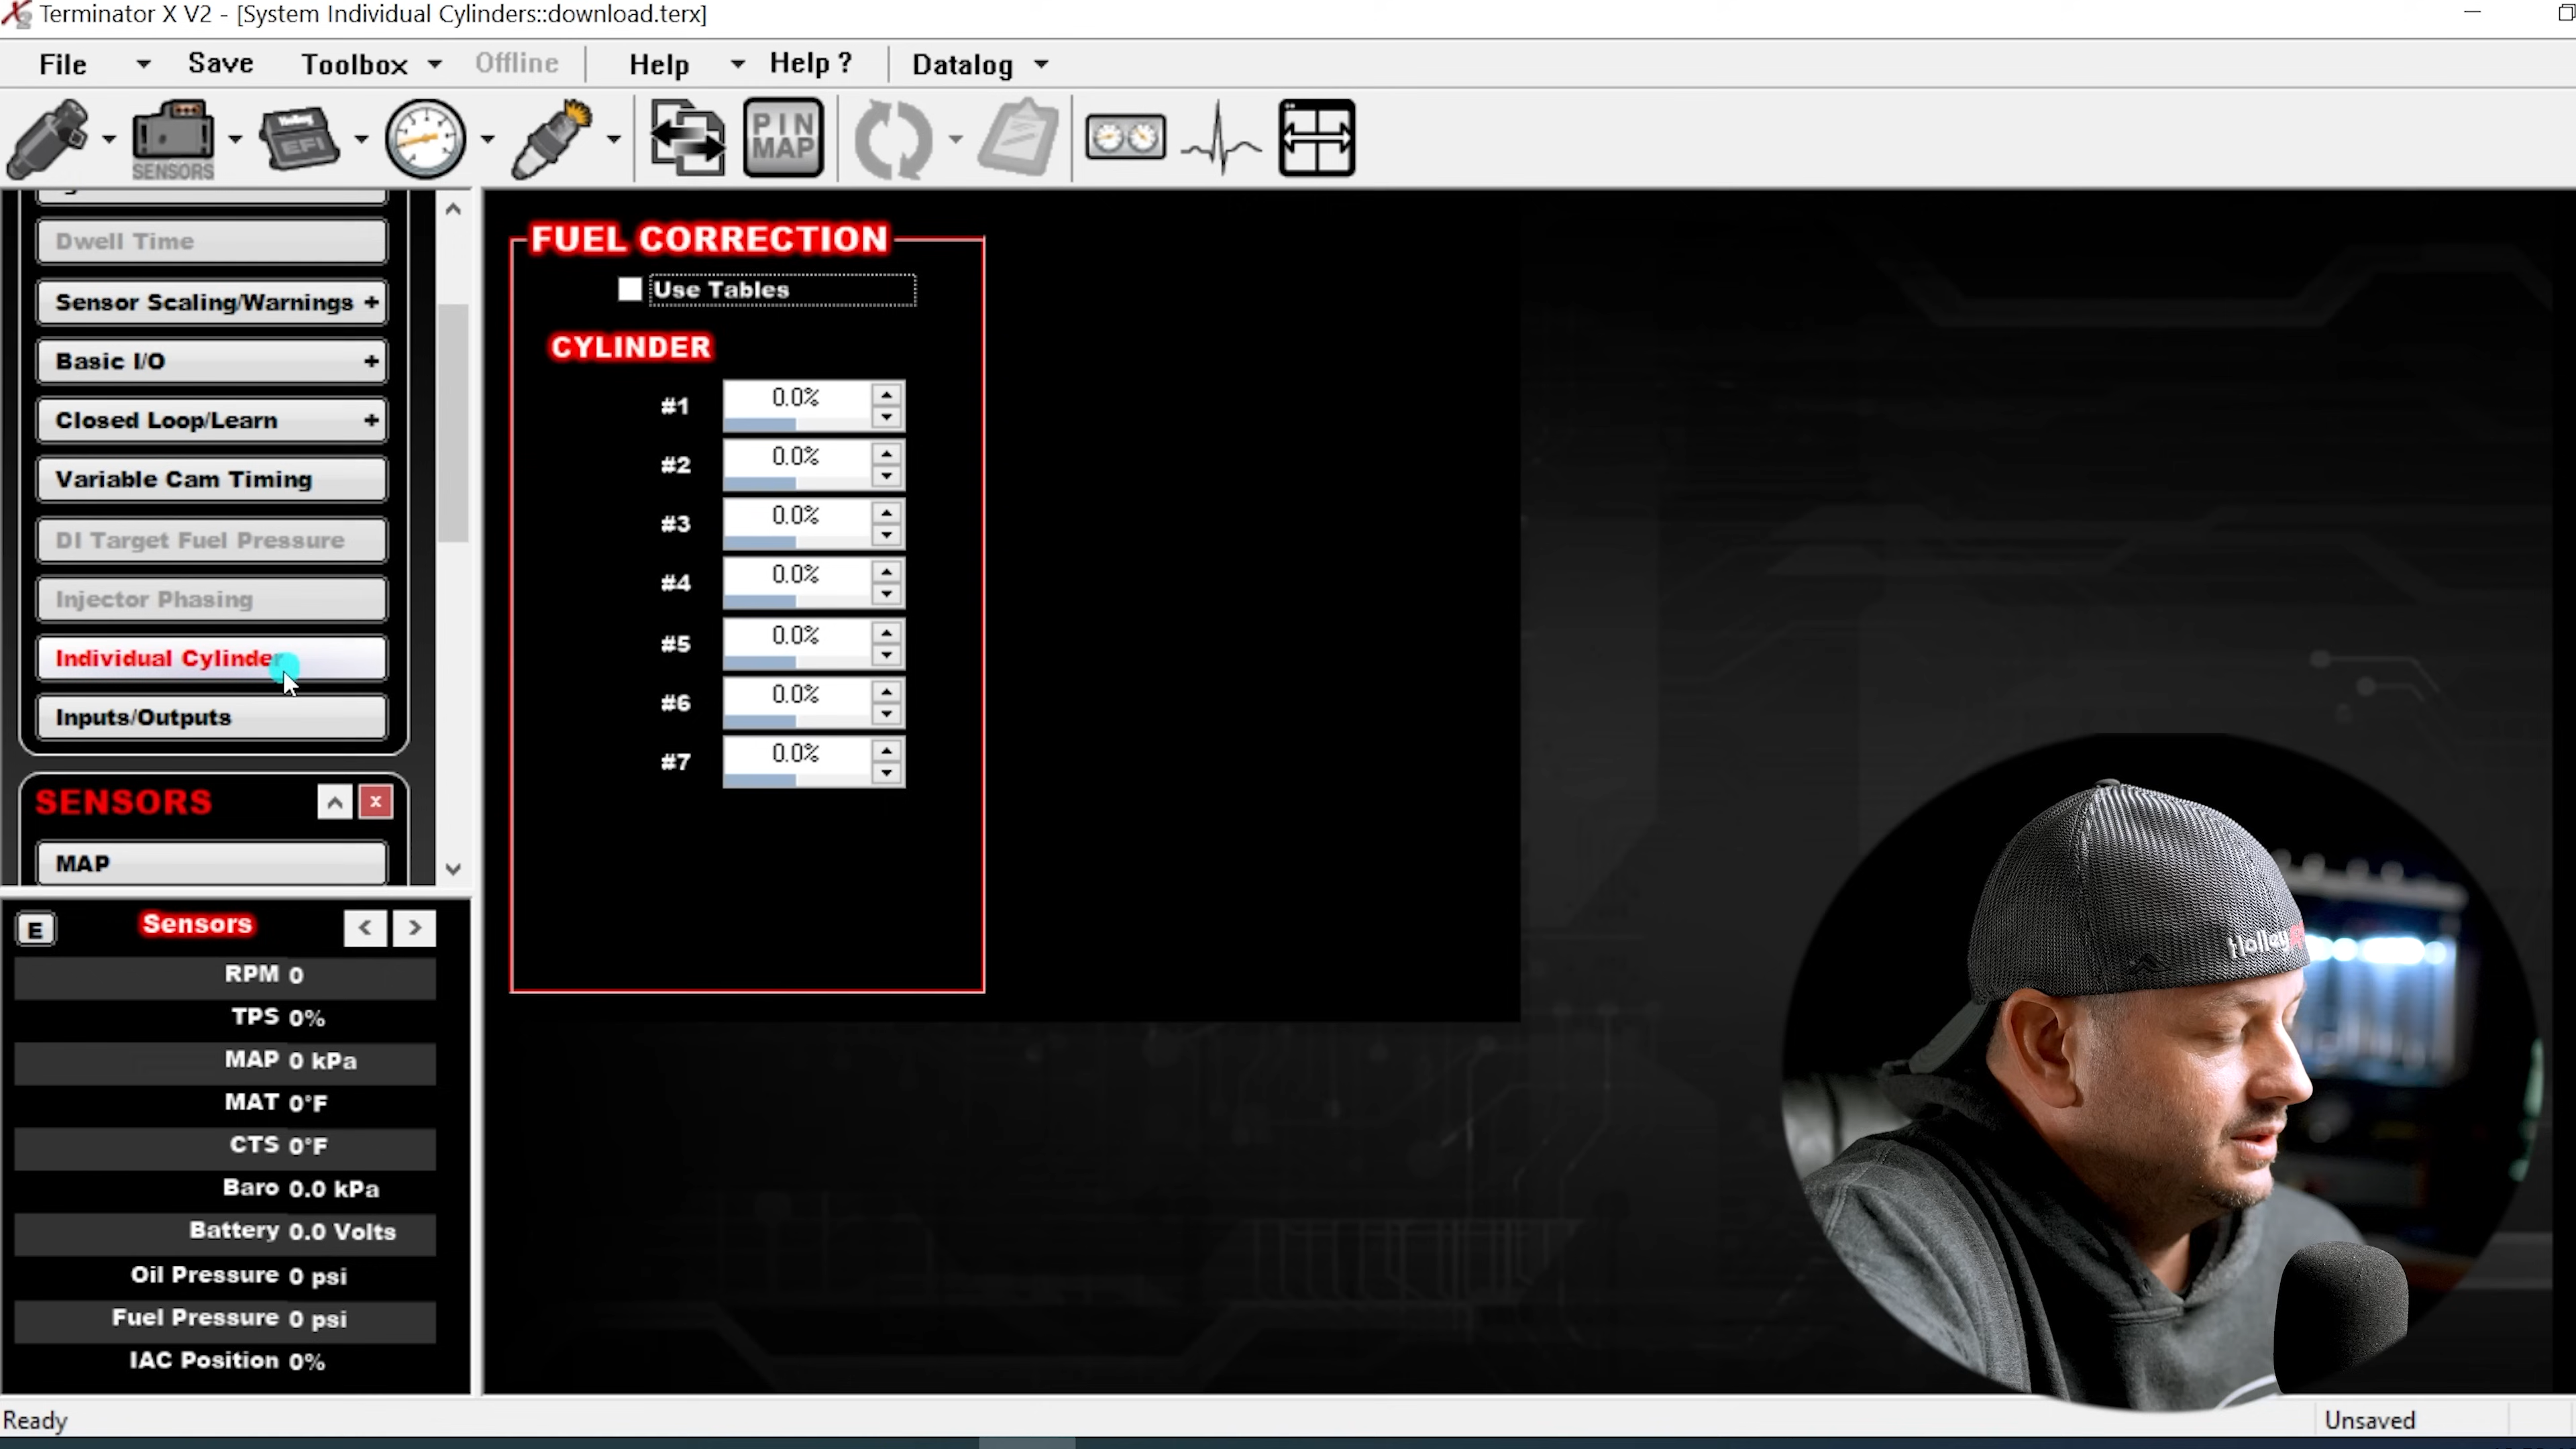 Terminator X V2 - [System Individual Cylinders::download.terx]
File Save Toolbox Offline Help Help ? Datalog
Holley EFI
SENSORS
PIN MAP
Dwell Time
Sensor Scaling/Warnings +
Basic I/O +
Closed Loop/Learn +
Variable Cam Timing
DI Target Fuel Pressure
Injector Phasing
Individual Cylinder
Inputs/Outputs
SENSORS
MAP
E Sensors < >
RPM 0
TPS 0%
MAP 0 kPa
MAT 0°F
CTS 0°F
Baro 0.0 kPa
Battery 0.0 Volts
Oil Pressure 0 psi
Fuel Pressure 0 psi
IAC Position 0%
FUEL CORRECTION
Use Tables
CYLINDER
#1 0.0%
#2 0.0%
#3 0.0%
#4 0.0%
#5 0.0%
#6 0.0%
#7 0.0%
Holley
Ready
Unsaved